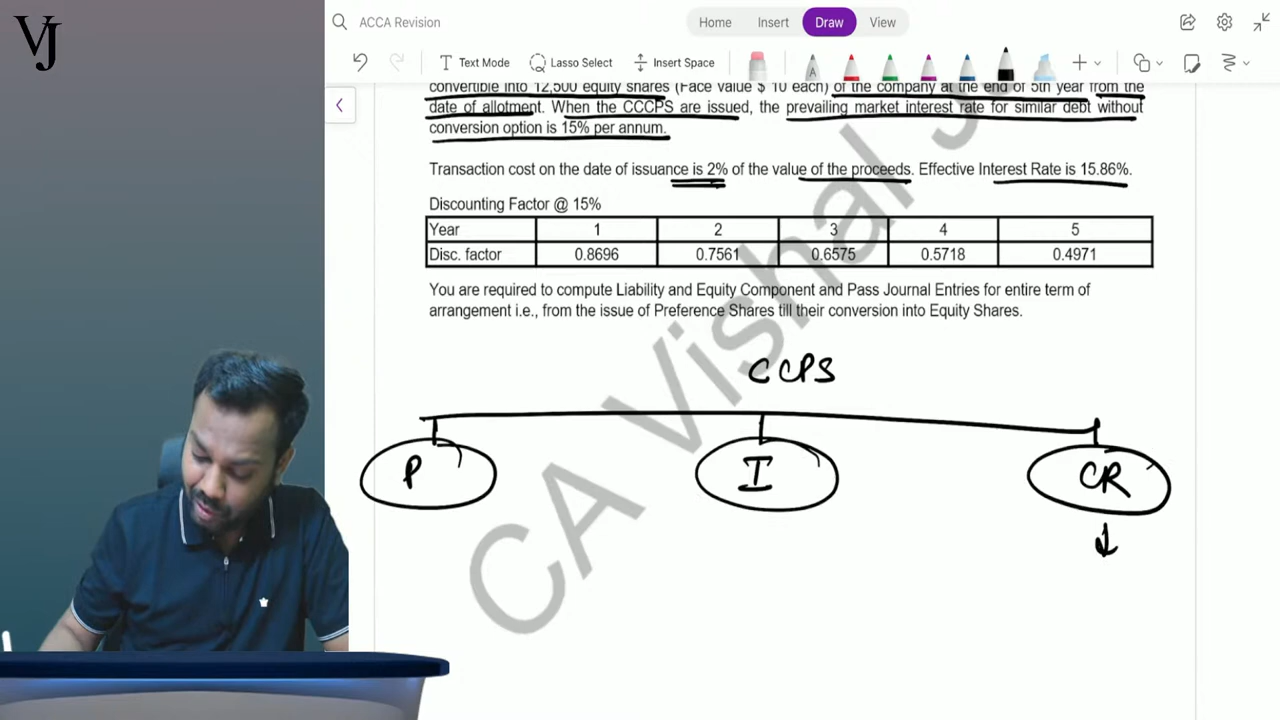 VJ
ACCA Revision
Home Insert Draw View
Text Mode Lasso Select Insert Space
convertible into 12,500 equity shares (Face value $ 10 each) of the company at the end of 5th year from the
date of allotment. When the CCCPS are issued, the prevailing market interest rate for similar debt without
conversion option is 15% per annum.
Transaction cost on the date of issuance is 2% of the value of the proceeds. Effective Interest Rate is 15.86%.
Discounting Factor @ 15%
Year 1 2 3 4 5
Disc. factor 0.8696 0.7561 0.6575 0.5718 0.4971
You are required to compute Liability and Equity Component and Pass Journal Entries for entire term of
arrangement i.e., from the issue of Preference Shares till their conversion into Equity Shares.
CCPS
P I CR
CA Vishal J